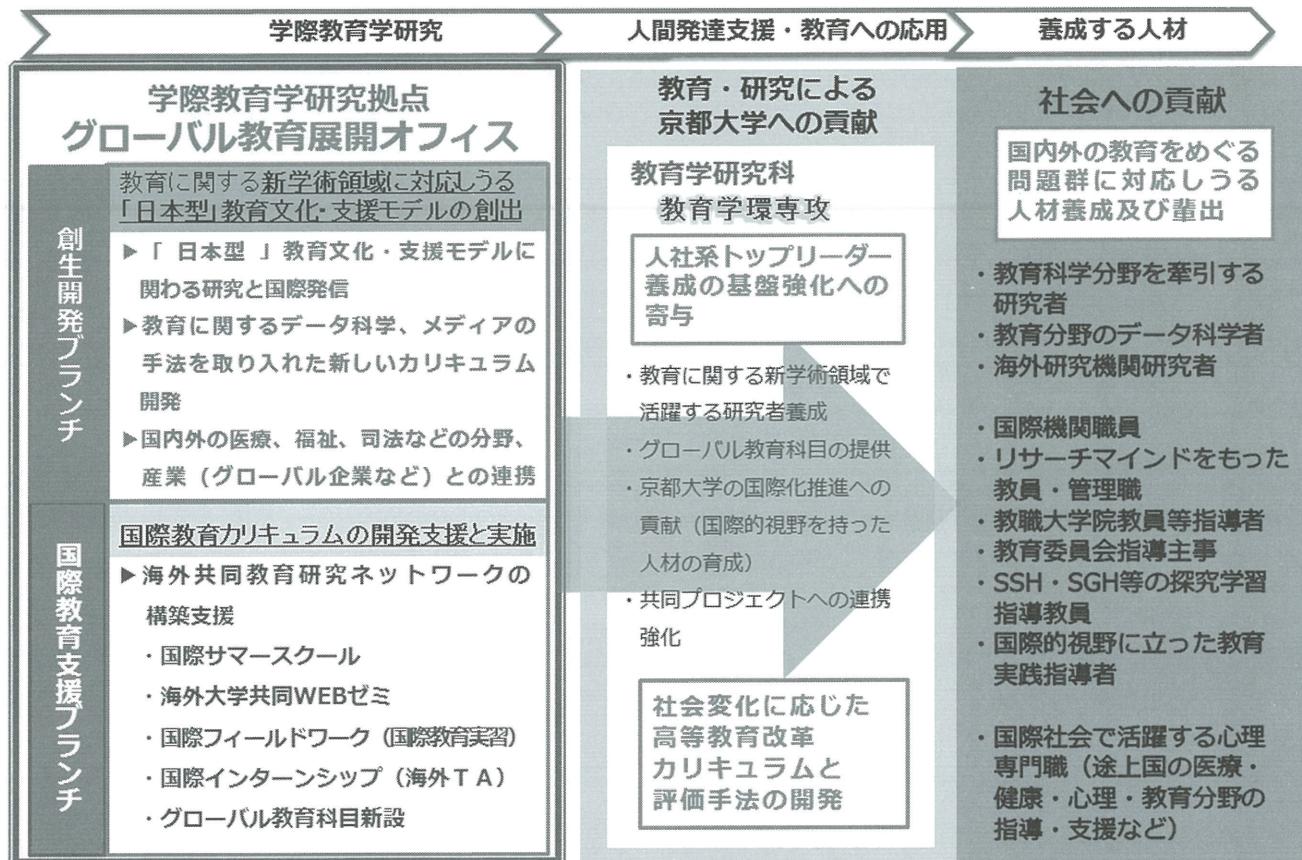 学際教育学研究
人間発達支援・教育への応用
養成する人材
学際教育学研究拠点
グローバル教育展開オフィス
創生開発ブランチ
教育に関する新学術領域に対応しうる
「日本型」教育文化・支援モデルの創出
▶「 日本型 」教育文化・支援モデルに
関わる研究と国際発信
▶教育に関するデータ科学、メディアの
手法を取り入れた新しいカリキュラム
開発
▶国内外の医療、福祉、司法などの分野、
産業（グローバル企業など）との連携
国際教育支援ブランチ
国際教育カリキュラムの開発支援と実施
▶海外共同教育研究ネットワークの
構築支援
・国際サマースクール
・海外大学共同WEBゼミ
・国際フィールドワーク（国際教育実習）
・国際インターンシップ（海外ＴＡ）
・グローバル教育科目新設
教育・研究による
京都大学への貢献
教育学研究科
教育学環専攻
人社系トップリーダー
養成の基盤強化への
寄与
・教育に関する新学術領域で
活躍する研究者養成
・グローバル教育科目の提供
・京都大学の国際化推進への
貢献（国際的視野を持った
人材の育成）
・共同プロジェクトへの連携
強化
社会変化に応じた
高等教育改革
カリキュラムと
評価手法の開発
社会への貢献
国内外の教育をめぐる
問題群に対応しうる
人材養成及び輩出
・教育科学分野を牽引する
研究者
・教育分野のデータ科学者
・海外研究機関研究者
・国際機関職員
・リサーチマインドをもった
教員・管理職
・教職大学院教員等指導者
・教育委員会指導主事
・SSH・SGH等の探究学習
指導教員
・国際的視野に立った教育
実践指導者
・国際社会で活躍する心理
専門職（途上国の医療・
健康・心理・教育分野の
指導・支援など）